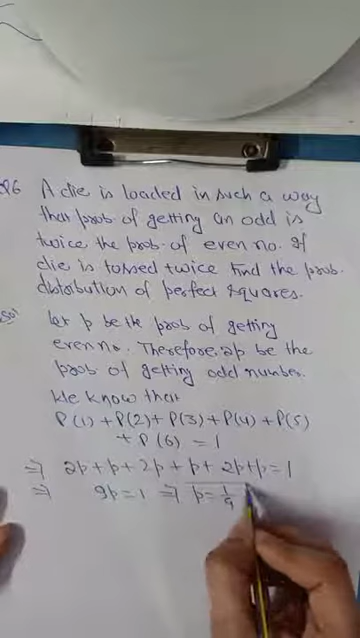 Q6 A die is loaded in such a way
that prob. of getting an odd is
twice the prob. of even no. If
die is tossed twice find the prob.
distribution of perfect squares.
Sol Let p be the prob of getting
even no. Therefore, 2p be the
prob of getting odd number.
We know that
P(1) + P(2) + P(3) + P(4) + P(5)
+ P(6) = 1
⇒ 2p + p + 2p + p + 2p + p = 1
⇒ 9p = 1 ⇒ p = 1/9